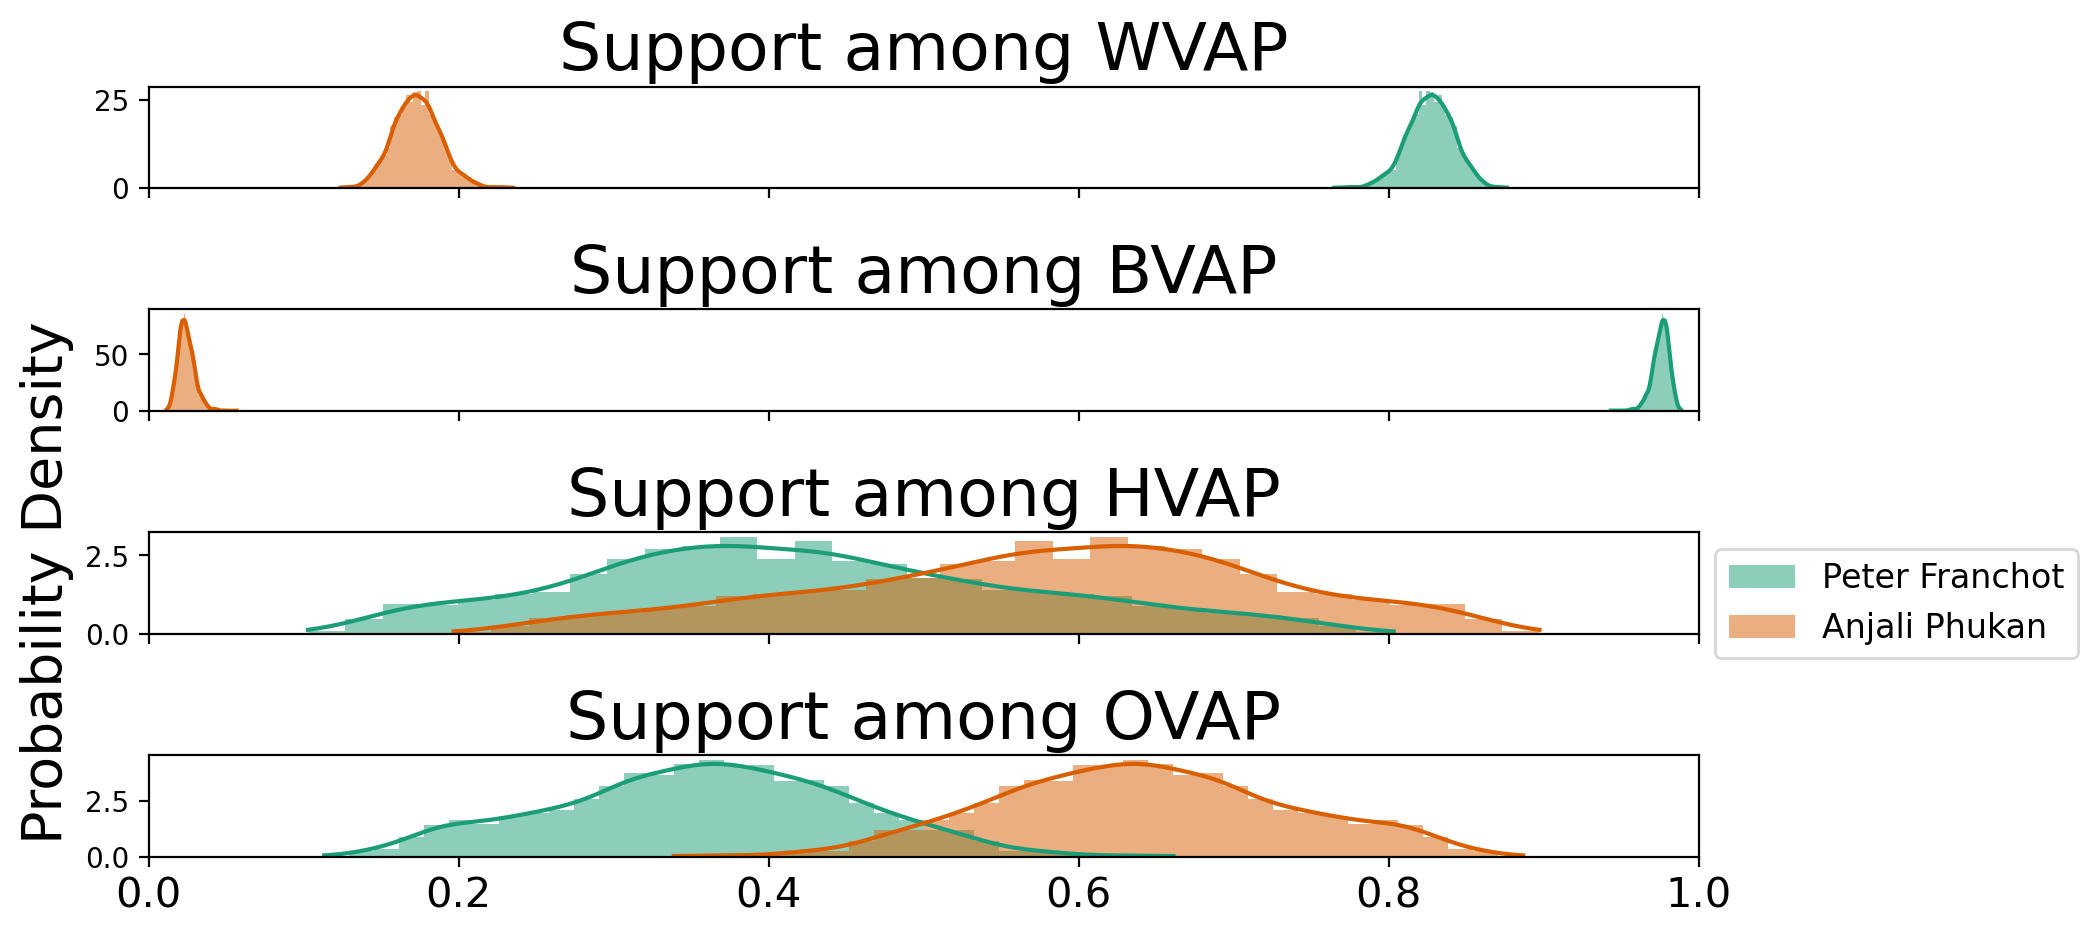 Support among WVAP
25
0
Support among BVAP
50
0
Support among HVAP
2.5
0.0
Support among OVAP
2.5
0.0
0.0 0.2 0.4 0.6 0.8 1.0
Probability Density
Peter Franchot
Anjali Phukan